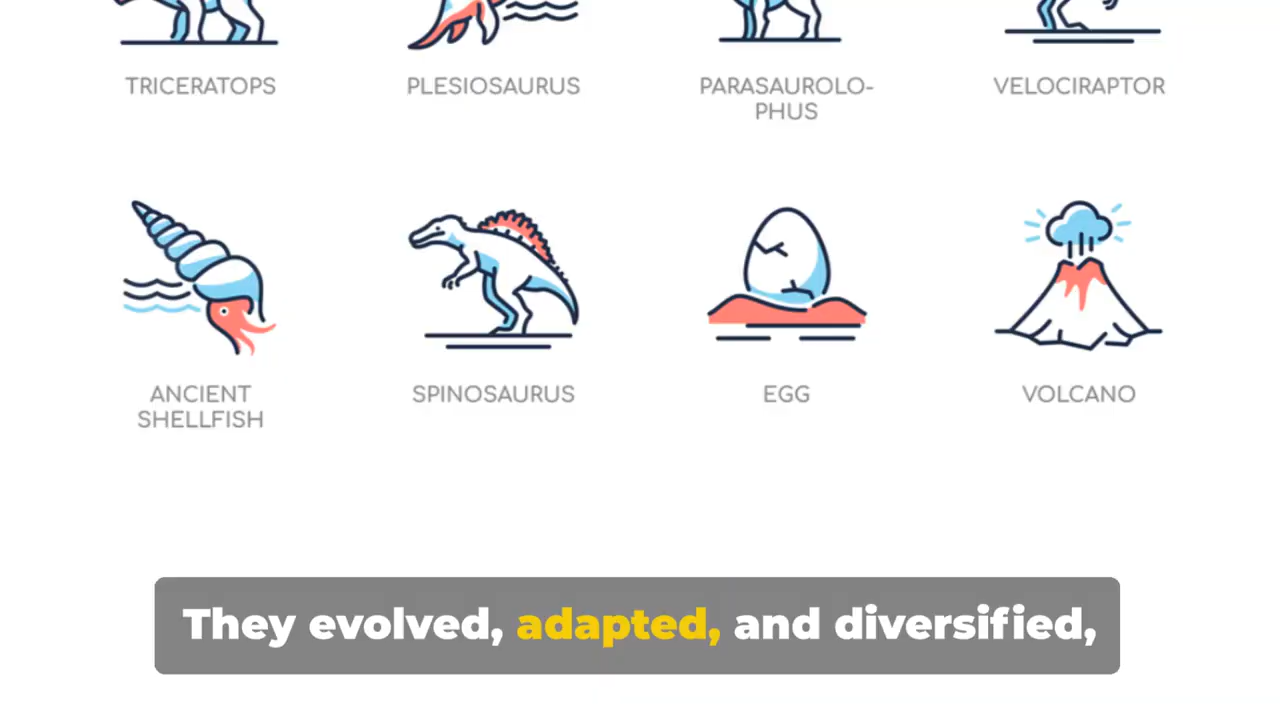 TRICERATOPS
PLESIOSAURUS
PARASAUROLO-
PHUS
VELOCIRAPTOR
ANCIENT
SHELLFISH
SPINOSAURUS
EGG
VOLCANO
They evolved, adapted, and diversified,